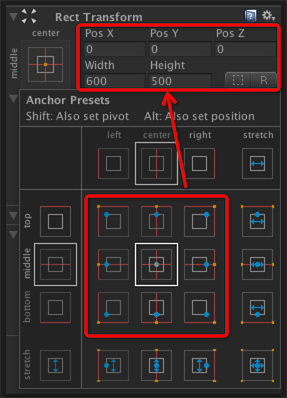 Rect Transform
center
Pos X Pos Y Pos Z
0 0 0
Width Height
600 500
R
middle
Anchor Presets
Shift: Also set pivot Alt: Also set position
left center right stretch
top
middle
bottom
stretch